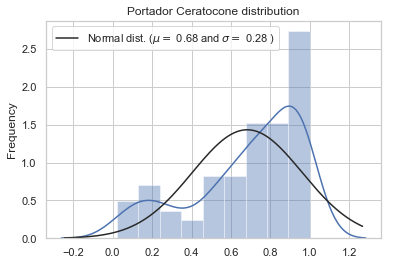 Portador Ceratocone distribution
Normal dist. (μ = 0.68 and σ = 0.28 )
Frequency
2.5
2.0
1.5
1.0
0.5
0.0
−0.2 0.0 0.2 0.4 0.6 0.8 1.0 1.2